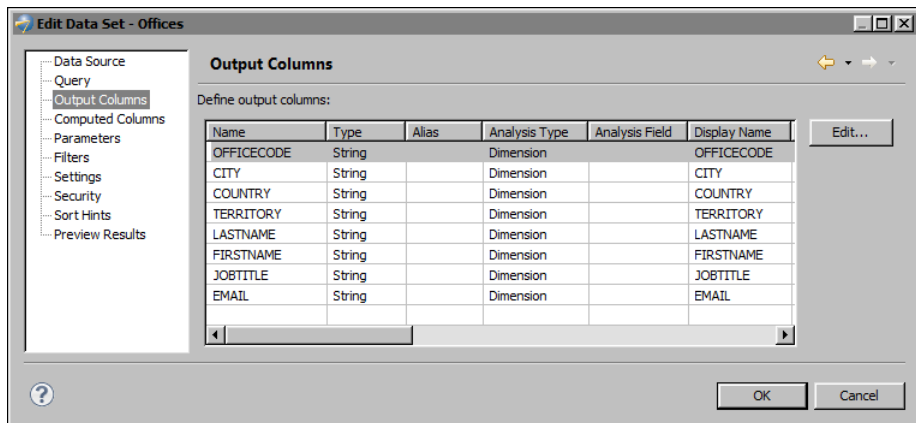 Edit Data Set - Offices
Data Source
Query
Output Columns
Computed Columns
Parameters
Filters
Settings
Security
Sort Hints
Preview Results
Output Columns
Define output columns:
Name Type Alias Analysis Type Analysis Field Display Name
OFFICECODE String Dimension OFFICECODE
CITY String Dimension CITY
COUNTRY String Dimension COUNTRY
TERRITORY String Dimension TERRITORY
LASTNAME String Dimension LASTNAME
FIRSTNAME String Dimension FIRSTNAME
JOBTITLE String Dimension JOBTITLE
EMAIL String Dimension EMAIL
Edit...
?
OK Cancel